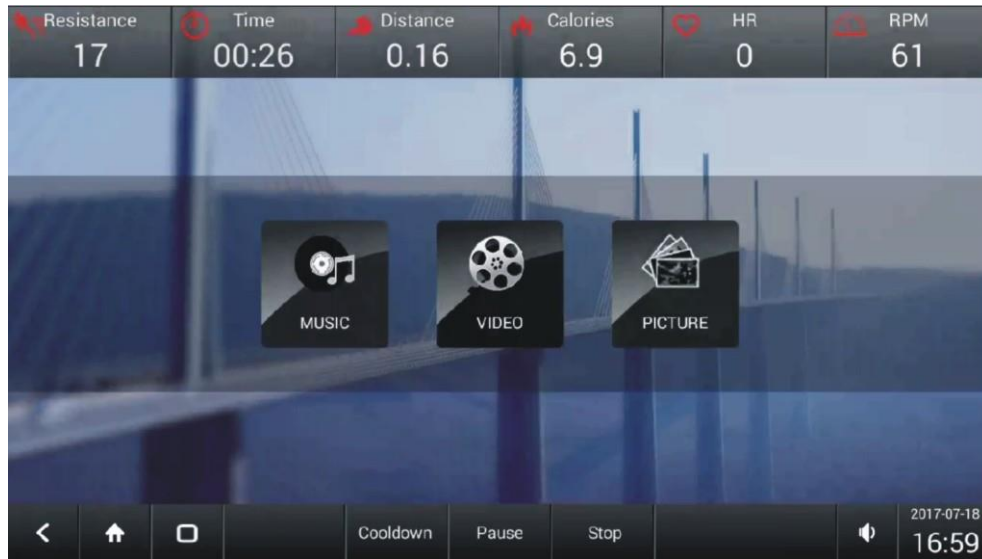 Resistance
17
Time
00:26
Distance
0.16
Calories
6.9
HR
0
RPM
61
MUSIC
VIDEO
PICTURE
Cooldown
Pause
Stop
2017-07-18
16:59